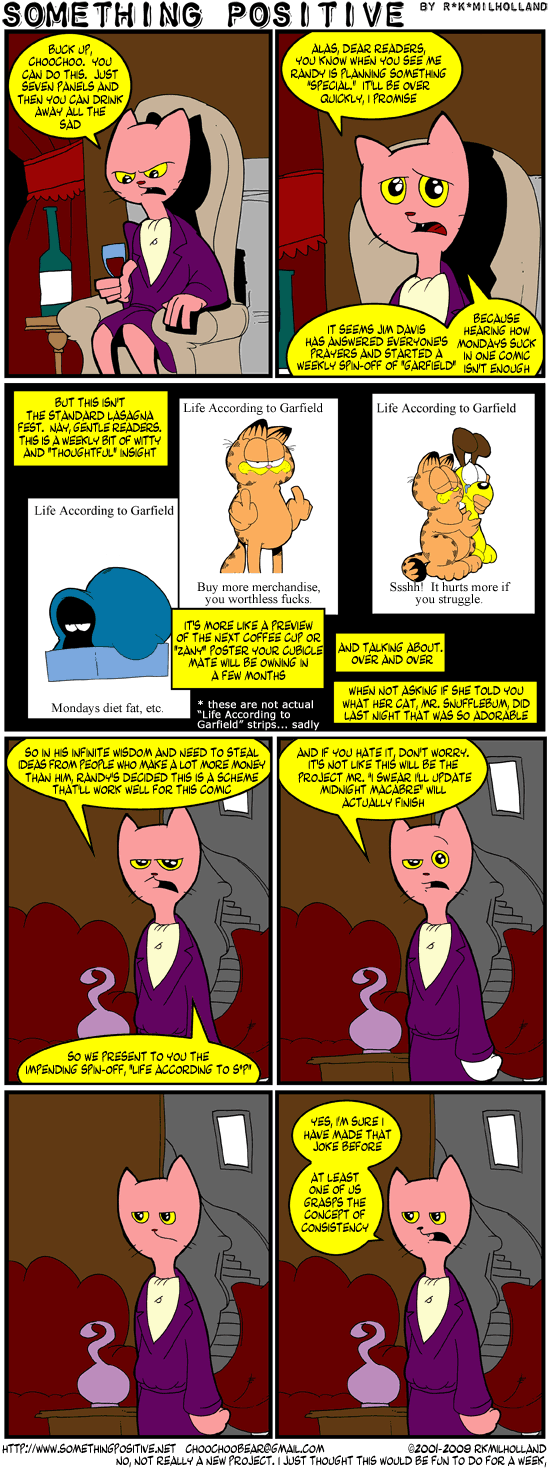 SOMETHING POSITIVE BY R*K*MILHOLLAND
BUCK UP,
CHOOCHOO. YOU
CAN DO THIS. JUST
SEVEN PANELS AND
THEN YOU CAN DRINK
AWAY ALL THE
SAD
ALAS, DEAR READERS,
YOU KNOW WHEN YOU SEE ME
RANDY IS PLANNING SOMETHING
"SPECIAL." IT'LL BE OVER
QUICKLY, I PROMISE
IT SEEMS JIM DAVIS
HAS ANSWERED EVERYONE'S
PRAYERS AND STARTED A
WEEKLY SPIN-OFF OF "GARFIELD"
BECAUSE
HEARING HOW
MONDAYS SUCK
IN ONE COMIC
ISN'T ENOUGH
BUT THIS ISN'T
THE STANDARD LASAGNA
FEST. NAY, GENTLE READERS.
THIS IS A WEEKLY BIT OF WITTY
AND "THOUGHTFUL" INSIGHT
Life According to Garfield
Mondays diet fat, etc.
Life According to Garfield
Buy more merchandise,
you worthless fucks.
Life According to Garfield
Ssshh! It hurts more if
you struggle.
IT'S MORE LIKE A PREVIEW
OF THE NEXT COFFEE CUP OR
"ZANY" POSTER YOUR CUBICLE
MATE WILL BE OWNING IN
A FEW MONTHS
AND TALKING ABOUT.
OVER AND OVER
WHEN NOT ASKING IF SHE TOLD YOU
WHAT HER CAT, MR. SNUFFLEBUM, DID
LAST NIGHT THAT WAS SO ADORABLE
* these are not actual
"Life According to
Garfield" strips... sadly
SO IN HIS INFINITE WISDOM AND NEED TO STEAL
IDEAS FROM PEOPLE WHO MAKE A LOT MORE MONEY
THAN HIM, RANDY'S DECIDED THIS IS A SCHEME
THAT'LL WORK WELL FOR THIS COMIC
SO WE PRESENT TO YOU THE
IMPENDING SPIN-OFF, "LIFE ACCORDING TO S*P"
AND IF YOU HATE IT, DON'T WORRY.
IT'S NOT LIKE THIS WILL BE THE
PROJECT MR. "I SWEAR I'LL UPDATE
MIDNIGHT MACABRE" WILL
ACTUALLY FINISH
YES, I'M SURE I
HAVE MADE THAT
JOKE BEFORE
AT LEAST
ONE OF US
GRASPS THE
CONCEPT OF
CONSISTENCY
HTTP://WWW.SOMETHINGPOSITIVE.NET CHOOCHOOBEAR@GMAIL.COM ©2001-2009 RKMILHOLLAND
NO, NOT REALLY A NEW PROJECT. I JUST THOUGHT THIS WOULD BE FUN TO DO FOR A WEEK,